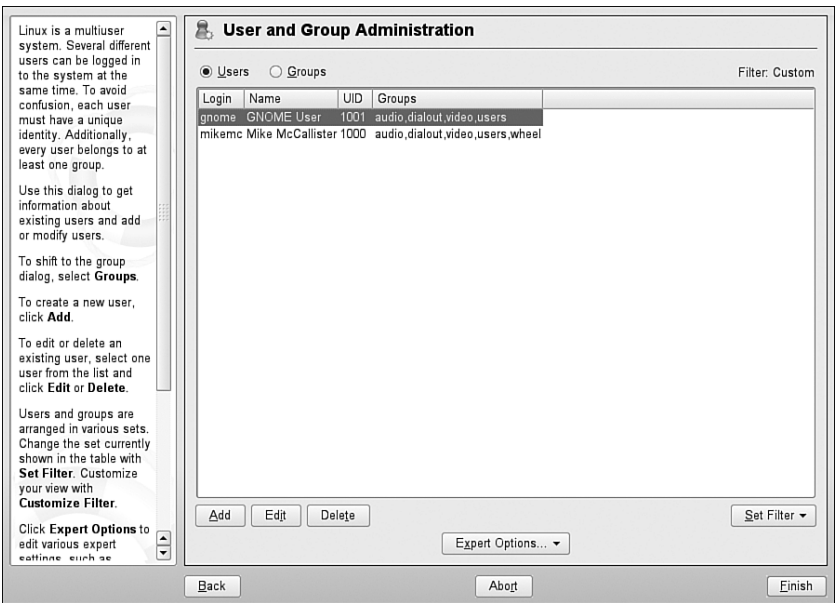 Linux is a multiuser
system. Several different
users can be logged in
to the system at the
same time. To avoid
confusion, each user
must have a unique
identity. Additionally,
every user belongs to at
least one group.
Use this dialog to get
information about
existing users and add
or modify users.
To shift to the group
dialog, select Groups.
To create a new user,
click Add.
To edit or delete an
existing user, select one
user from the list and
click Edit or Delete.
Users and groups are
arranged in various sets.
Change the set currently
shown in the table with
Set Filter. Customize
your view with
Customize Filter.
Click Expert Options to
edit various expert
settings, such as
User and Group Administration
Users Groups Filter: Custom
Login Name UID Groups
gnome GNOME User 1001 audio,dialout,video,users
mikemc Mike McCallister 1000 audio,dialout,video,users,wheel
Add Edit Delete Set Filter
Expert Options...
Back Abort Finish